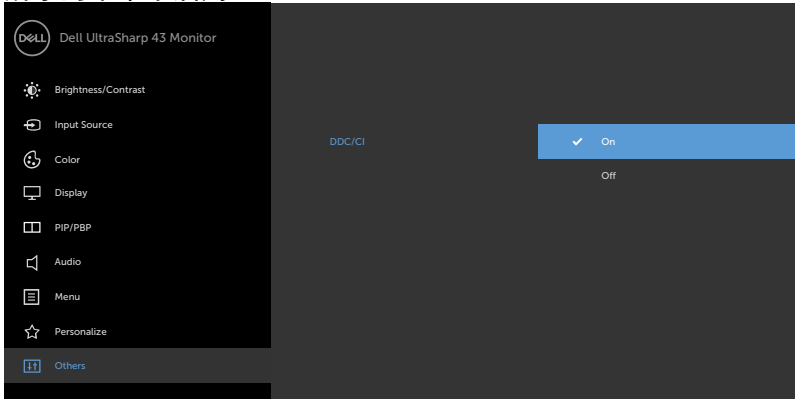 DELL
Dell UltraSharp 43 Monitor
Brightness/Contrast
Input Source
Color
Display
PIP/PBP
Audio
Menu
Personalize
Others
DDC/CI
On
Off